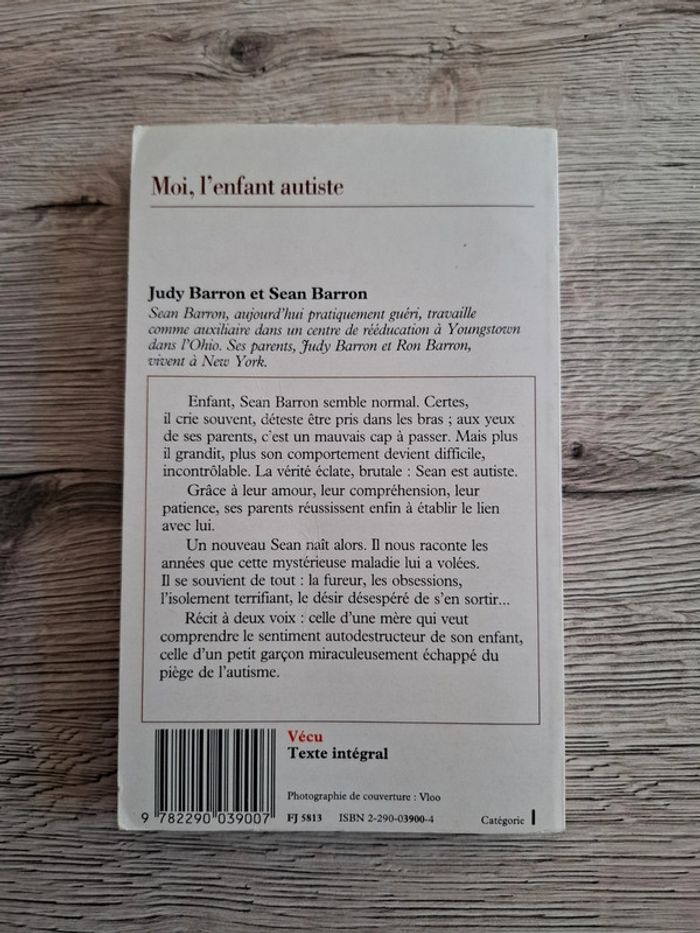 Moi, l'enfant autiste
Judy Barron et Sean Barron
Sean Barron, aujourd'hui pratiquement guéri, travaille
comme auxiliaire dans un centre de rééducation à Youngstown
dans l'Ohio. Ses parents, Judy Barron et Ron Barron,
vivent à New York.
Enfant, Sean Barron semble normal. Certes,
il crie souvent, déteste être pris dans les bras ; aux yeux
de ses parents, c'est un mauvais cap à passer. Mais plus
il grandit, plus son comportement devient difficile,
incontrôlable. La vérité éclate, brutale : Sean est autiste.
Grâce à leur amour, leur compréhension, leur
patience, ses parents réussissent enfin à établir le lien
avec lui.
Un nouveau Sean naît alors. Il nous raconte les
années que cette mystérieuse maladie lui a volées.
Il se souvient de tout : la fureur, les obsessions,
l'isolement terrifiant, le désir désespéré de s'en sortir...
Récit à deux voix : celle d'une mère qui veut
comprendre le sentiment autodestructeur de son enfant,
celle d'un petit garçon miraculeusement échappé du
piège de l'autisme.
Vécu
Texte intégral
Photographie de couverture : Vloo
9 782290 039007 FJ 5813 ISBN 2-290-03900-4 Catégorie I